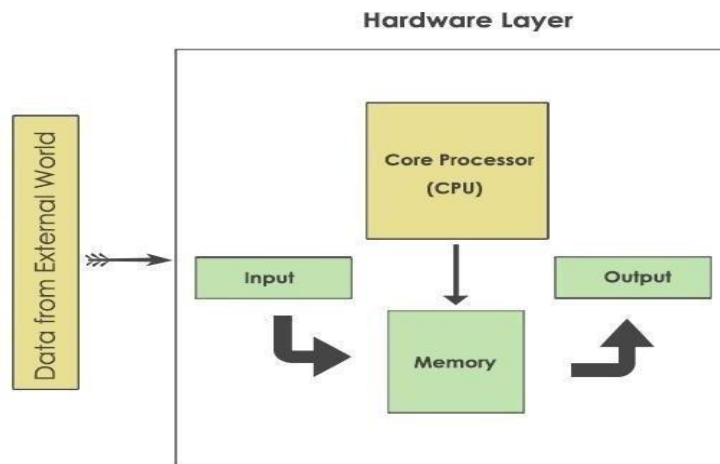 Hardware Layer
Data from External World
Core Processor
(CPU)
Input
Output
Memory